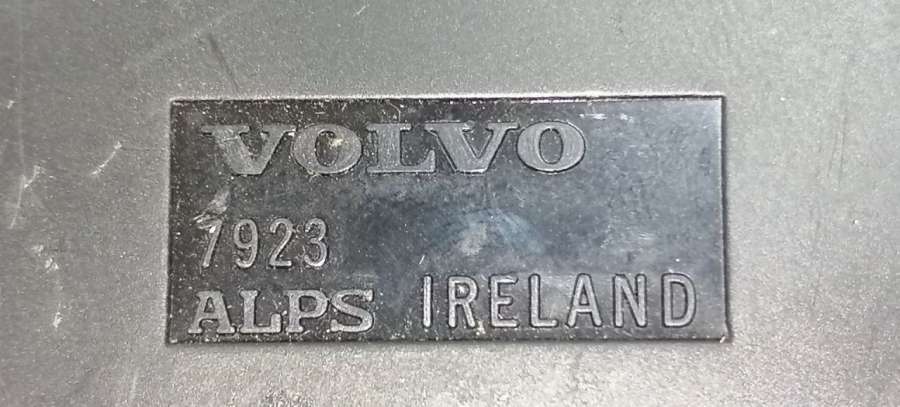 VOLVO
7923
ALPS IRELAND